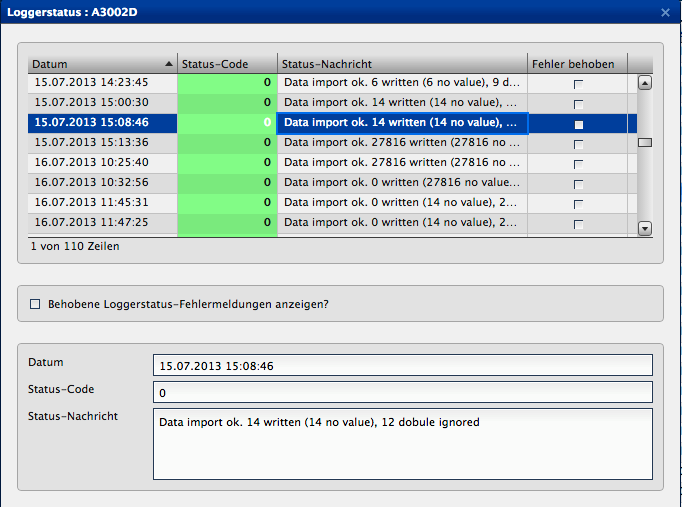 Loggerstatus : A3002D
Datum Status-Code Status-Nachricht Fehler behoben
15.07.2013 14:23:45 0 Data import ok. 6 written (6 no value), 9 d...
15.07.2013 15:00:30 0 Data import ok. 14 written (14 no value), ...
15.07.2013 15:08:46 0 Data import ok. 14 written (14 no value), ...
15.07.2013 15:13:36 0 Data import ok. 27816 written (27816 no ...
16.07.2013 10:25:40 0 Data import ok. 27816 written (27816 no ...
16.07.2013 10:32:56 0 Data import ok. 0 written (27816 no value...
16.07.2013 11:45:31 0 Data import ok. 0 written (14 no value), 2...
16.07.2013 11:47:25 0 Data import ok. 0 written (14 no value), 2...
1 von 110 Zeilen
Behobene Loggerstatus-Fehlermeldungen anzeigen?
Datum 15.07.2013 15:08:46
Status-Code 0
Status-Nachricht Data import ok. 14 written (14 no value), 12 dobule ignored